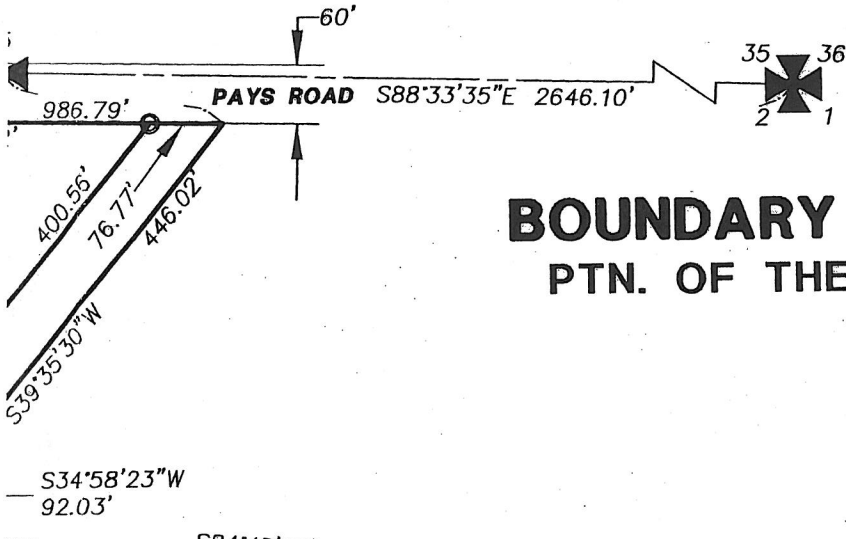 60'
35 36
PAYS ROAD S88°33'35"E 2646.10'
2 1
986.79'
400.56'
76.77'
446.02'
BOUNDARY
PTN. OF THE
S39°35'30"W
S34°58'23"W
92.03'